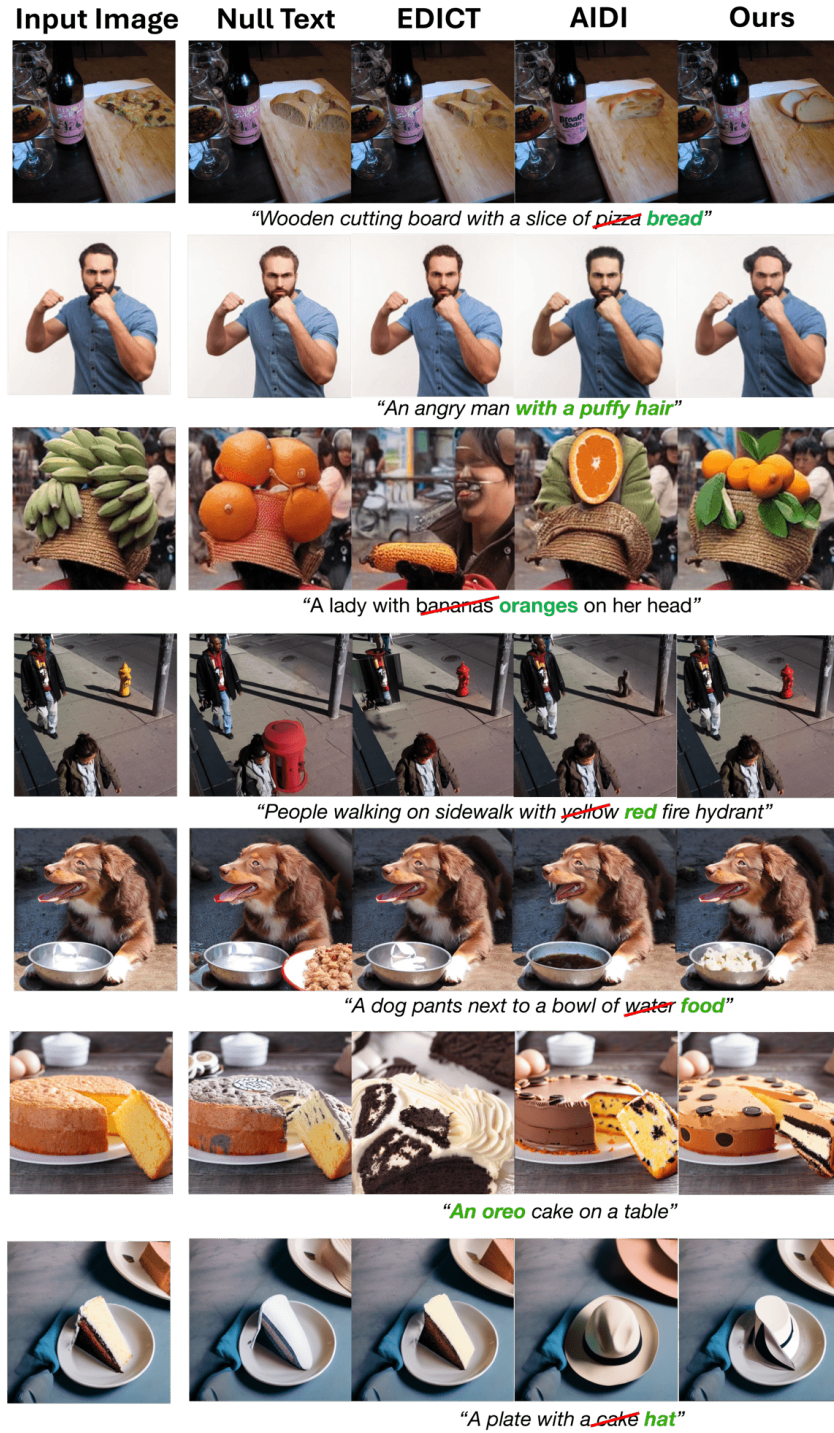 Input Image Null Text EDICT AIDI Ours
“Wooden cutting board with a slice of pizza bread”
“An angry man with a puffy hair”
“A lady with bananas oranges on her head”
“People walking on sidewalk with yellow red fire hydrant”
“A dog pants next to a bowl of water food”
“An oreo cake on a table”
“A plate with a cake hat”